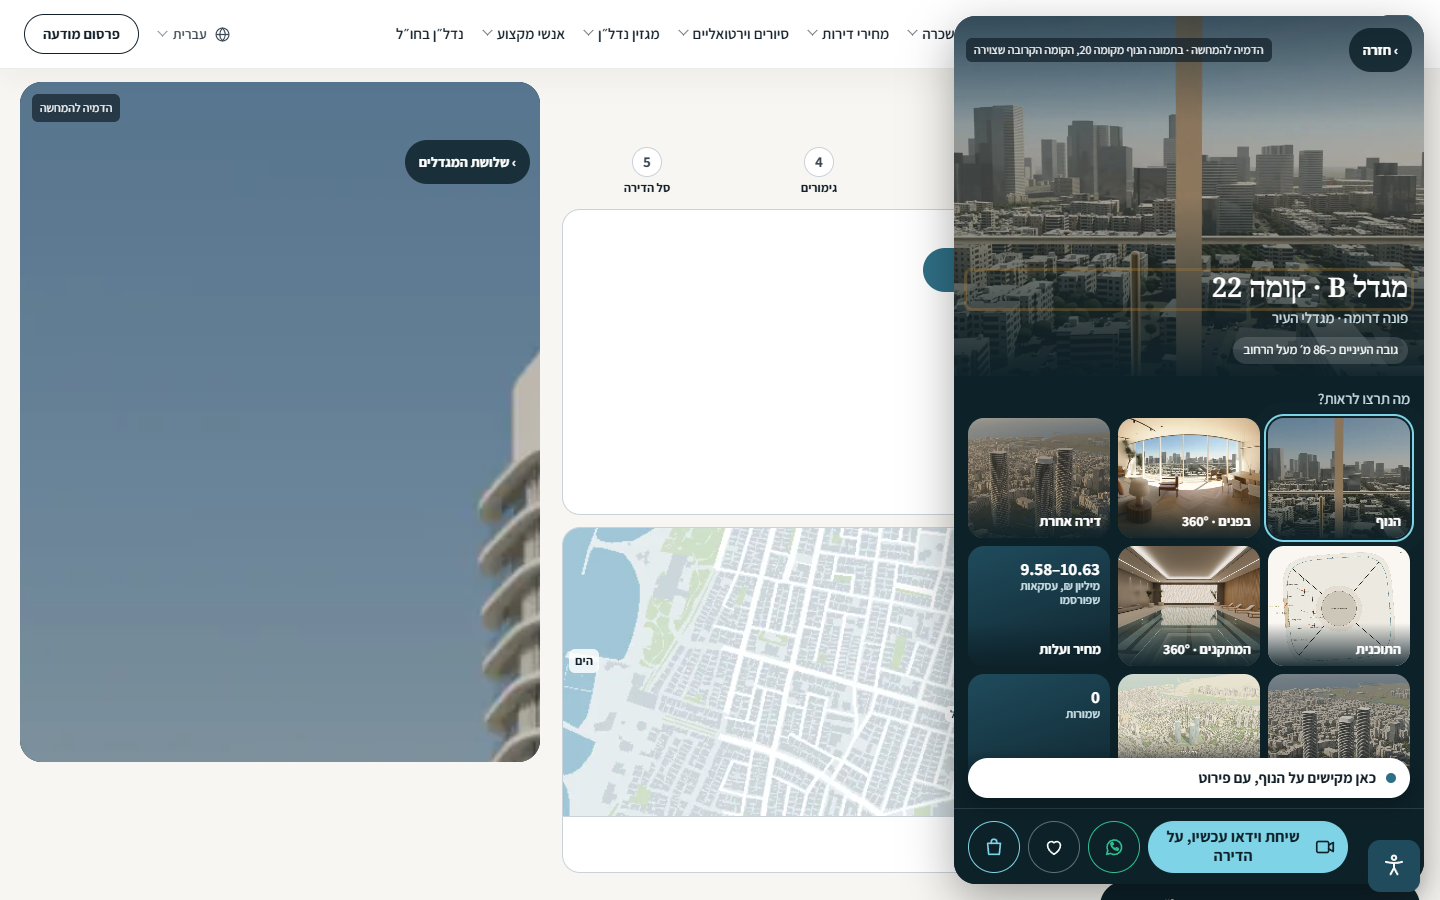 שכרה
מחירי דירות
סיורים וירטואליים
מגזין נדל״ן
אנשי מקצוע
נדל״ן בחו״ל
עברית
פרסום מודעה
› חזרה
הדמיה להמחשה · בתמונה הנוף מקומה 20, הקומה הקרובה שצוירה
מגדל B · קומה 22
פונה דרומה · מגדלי העיר
גובה העיניים כ-86 מ׳ מעל הרחוב
מה תרצו לראות?
הנוף
בפנים · 360°
דירה אחרת
התוכנית
המתקנים · 360°
9.58–10.63
מיליון ₪, עסקאות
שפורסמו
מחיר ועלות
0
שמורות
כאן מקישים על הנוף, עם פירוט
שיחת וידאו עכשיו, על
הדירה
4
גימורים
5
סל הדירה
הים
הדמיה להמחשה
› שלושת המגדלים